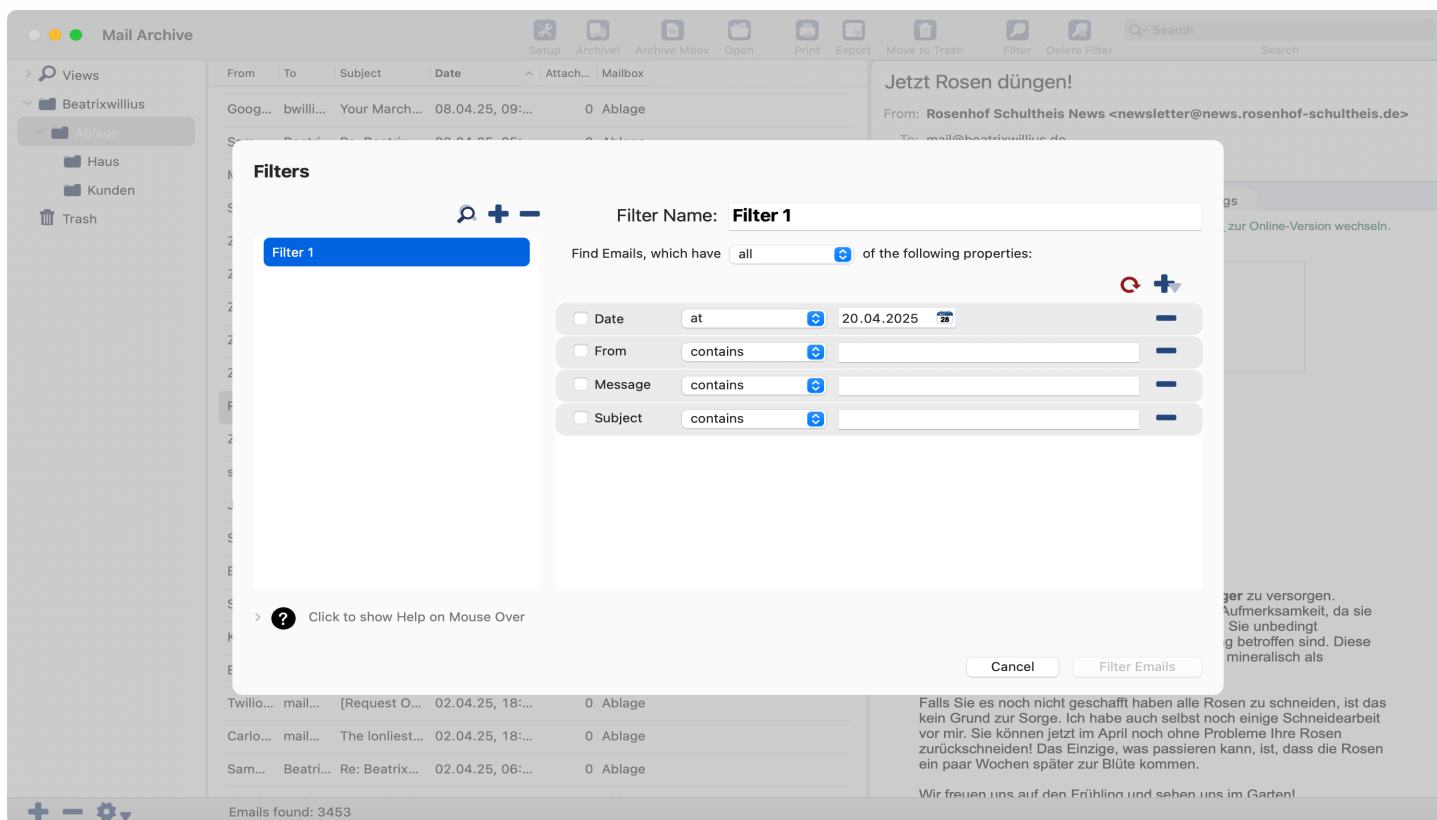 Mail Archive
Setup Archive! Archive Mbox Open Print Export Move to Trash Filter Delete Filter Search
Search
Views
Beatrixwillius
Ablage
Haus
Kunden
Trash
From To Subject Date Attach... Mailbox
Goog... bwilli... Your March... 08.04.25, 09:... 0 Ablage
Jetzt Rosen düngen!
From: Rosenhof Schultheis News <newsletter@news.rosenhof-schultheis.de>
To: mail@beatrixwillius.de
zur Online-Version wechseln.
Filters
Filter 1
Filter Name: Filter 1
Find Emails, which have all of the following properties:
Date at 20.04.2025
From contains
Message contains
Subject contains
? Click to show Help on Mouse Over
Cancel Filter Emails
zu versorgen.
Aufmerksamkeit, da sie
Sie unbedingt
betroffen sind. Diese
mineralisch als
Twilio... mail... [Request O... 02.04.25, 18:... 0 Ablage
Carlo... mail... The lonliest... 02.04.25, 18:... 0 Ablage
Sam... Beatri... Re: Beatrix... 02.04.25, 06:... 0 Ablage
Falls Sie es noch nicht geschafft haben alle Rosen zu schneiden, ist das
kein Grund zur Sorge. Ich habe auch selbst noch einige Schneidearbeit
vor mir. Sie können jetzt im April noch ohne Probleme Ihre Rosen
zurückschneiden! Das Einzige, was passieren kann, ist, dass die Rosen
ein paar Wochen später zur Blüte kommen.
Wir freuen uns auf den Frühling und sehen uns im Garten!
Emails found: 3453